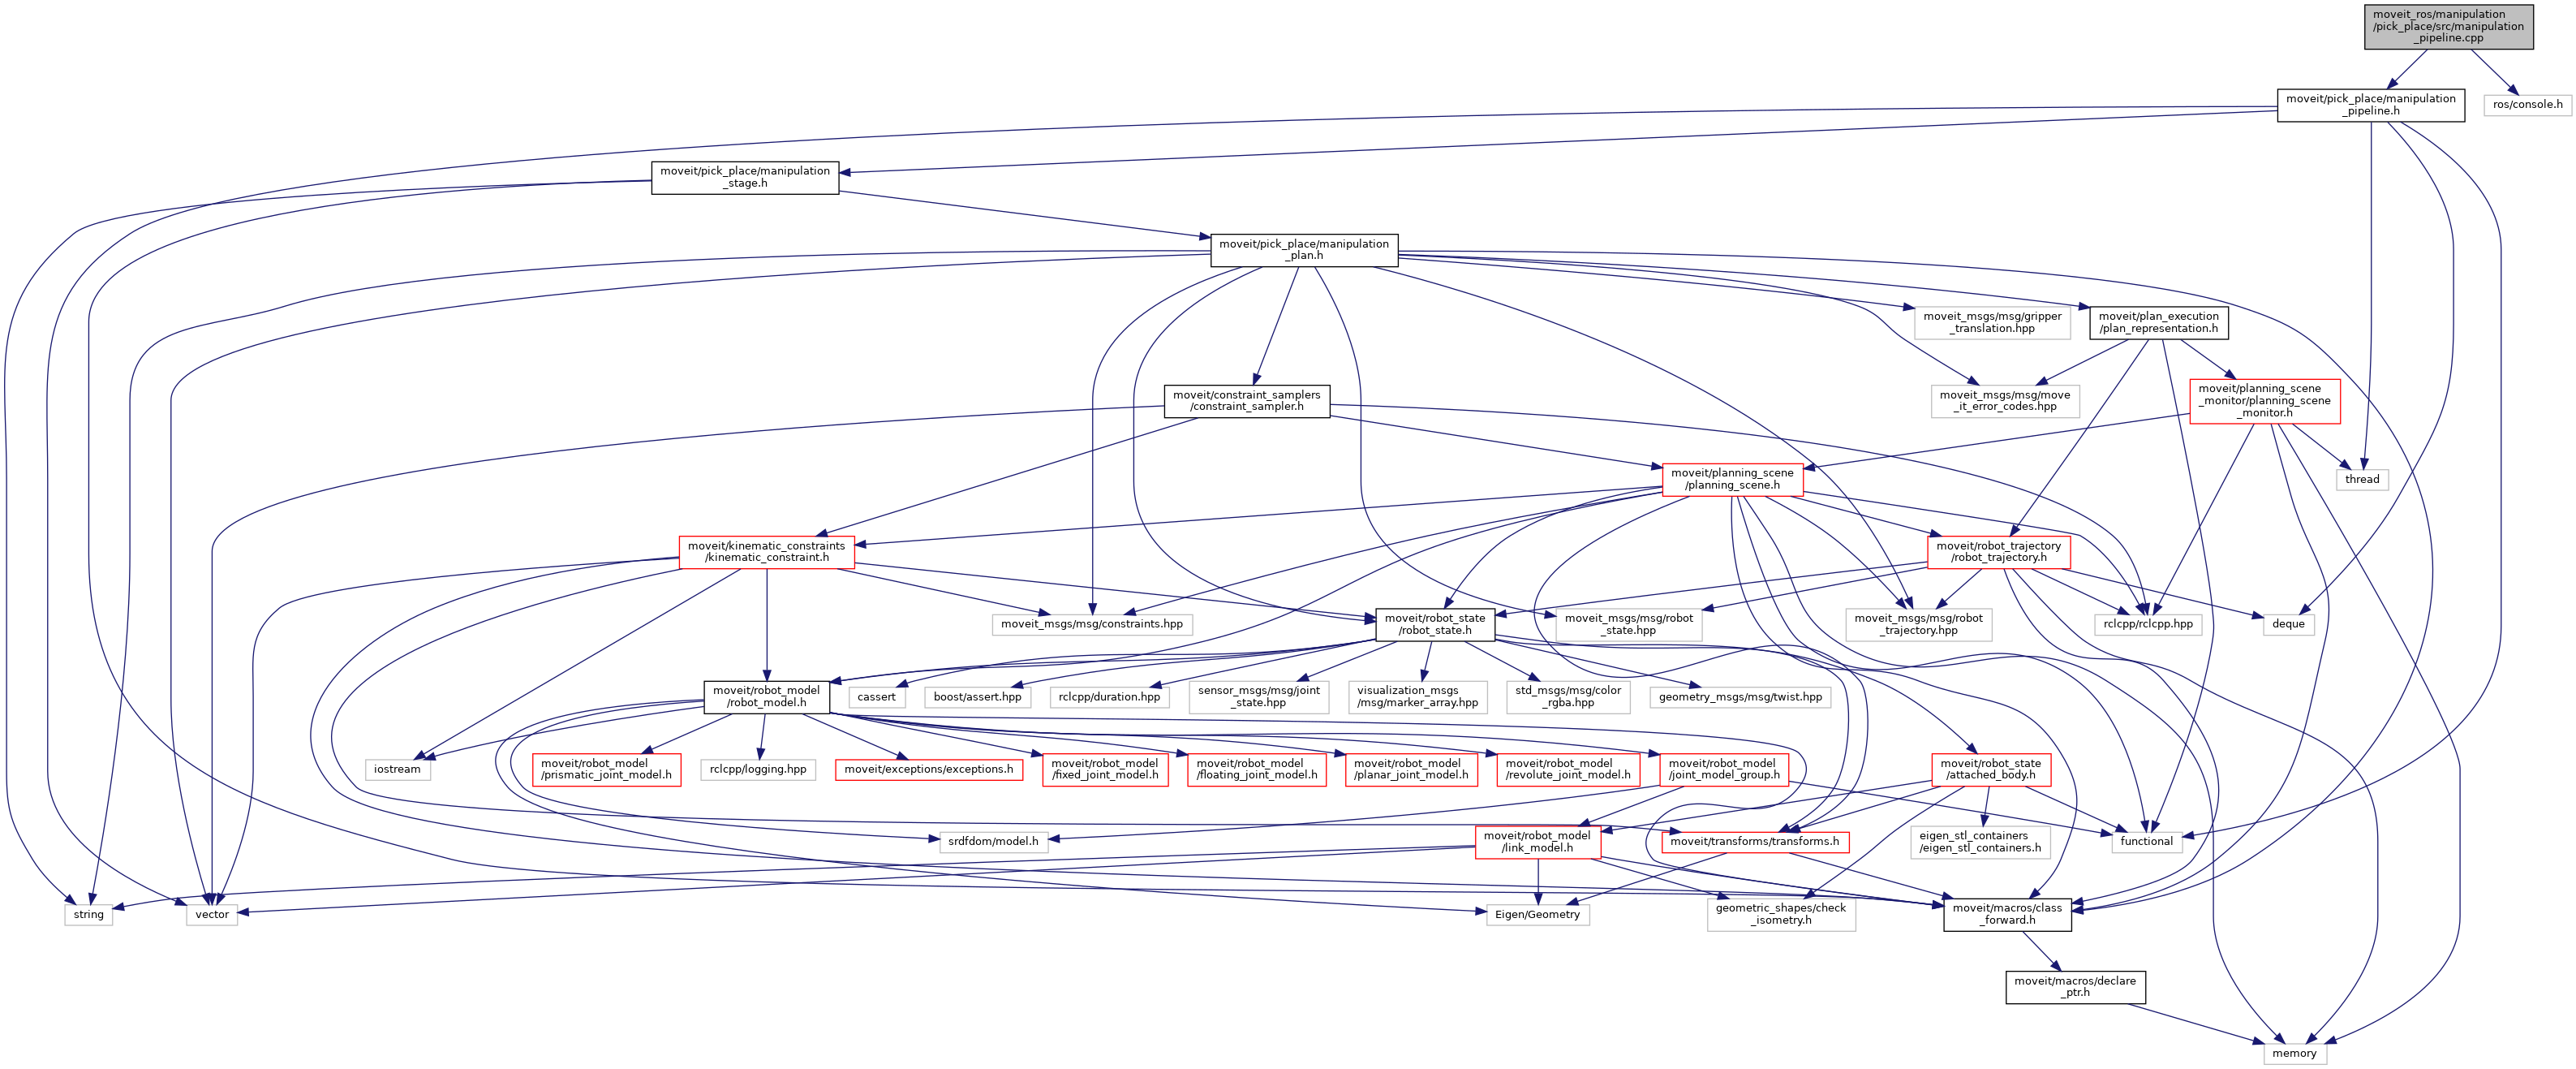 moveit_ros/manipulation
/pick_place/src/manipulation
_pipeline.cpp
moveit/pick_place/manipulation
_pipeline.h
ros/console.h
moveit/pick_place/manipulation
_stage.h
moveit/pick_place/manipulation
_plan.h
moveit_msgs/msg/gripper
_translation.hpp
moveit/plan_execution
/plan_representation.h
moveit/constraint_samplers
/constraint_sampler.h
moveit_msgs/msg/move
_it_error_codes.hpp
moveit/planning_scene
_monitor/planning_scene
_monitor.h
moveit/planning_scene
/planning_scene.h
thread
moveit/kinematic_constraints
/kinematic_constraint.h
moveit/robot_trajectory
/robot_trajectory.h
moveit_msgs/msg/constraints.hpp
moveit/robot_state
/robot_state.h
moveit_msgs/msg/robot
_state.hpp
moveit_msgs/msg/robot
_trajectory.hpp
rclcpp/rclcpp.hpp
deque
moveit/robot_model
/robot_model.h
cassert
boost/assert.hpp
rclcpp/duration.hpp
sensor_msgs/msg/joint
_state.hpp
visualization_msgs
/msg/marker_array.hpp
std_msgs/msg/color
_rgba.hpp
geometry_msgs/msg/twist.hpp
iostream
moveit/robot_model
/prismatic_joint_model.h
rclcpp/logging.hpp
moveit/exceptions/exceptions.h
moveit/robot_model
/fixed_joint_model.h
moveit/robot_model
/floating_joint_model.h
moveit/robot_model
/planar_joint_model.h
moveit/robot_model
/revolute_joint_model.h
moveit/robot_model
/joint_model_group.h
moveit/robot_state
/attached_body.h
srdfdom/model.h
moveit/robot_model
/link_model.h
moveit/transforms/transforms.h
eigen_stl_containers
/eigen_stl_containers.h
functional
string
vector
Eigen/Geometry
geometric_shapes/check
_isometry.h
moveit/macros/class
_forward.h
moveit/macros/declare
_ptr.h
memory